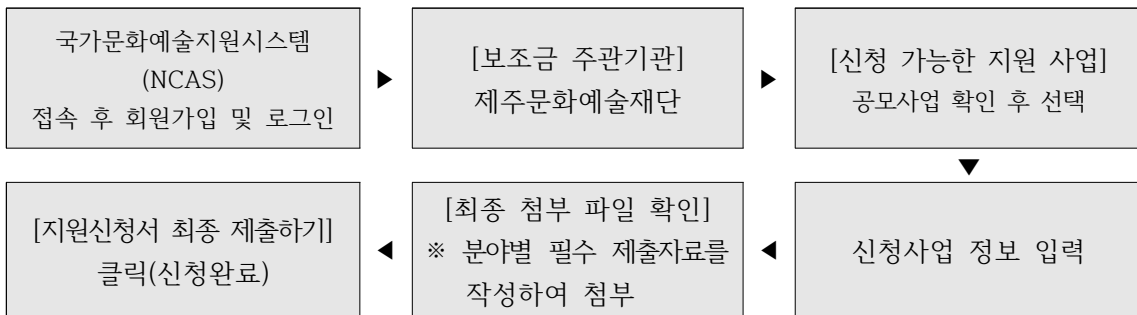 국가문화예술지원시스템
(NCAS)
접속 후 회원가입 및 로그인
▶
[보조금 주관기관]
제주문화예술재단
▶
[신청 가능한 지원 사업]
공모사업 확인 후 선택
▼
신청사업 정보 입력
◀
[최종 첨부 파일 확인]
※ 분야별 필수 제출자료를
작성하여 첨부
◀
[지원신청서 최종 제출하기]
클릭(신청완료)